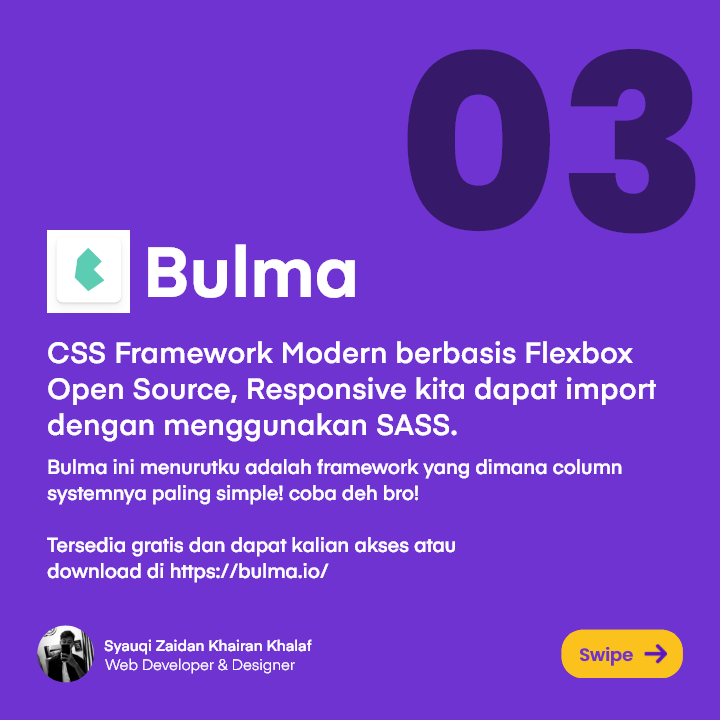 03
Bulma
CSS Framework Modern berbasis Flexbox
Open Source, Responsive kita dapat import
dengan menggunakan SASS.
Bulma ini menurutku adalah framework yang dimana column
systemnya paling simple! coba deh bro!
Tersedia gratis dan dapat kalian akses atau
download di https://bulma.io/
Syauqi Zaidan Khairan Khalaf
Web Developer & Designer
Swipe